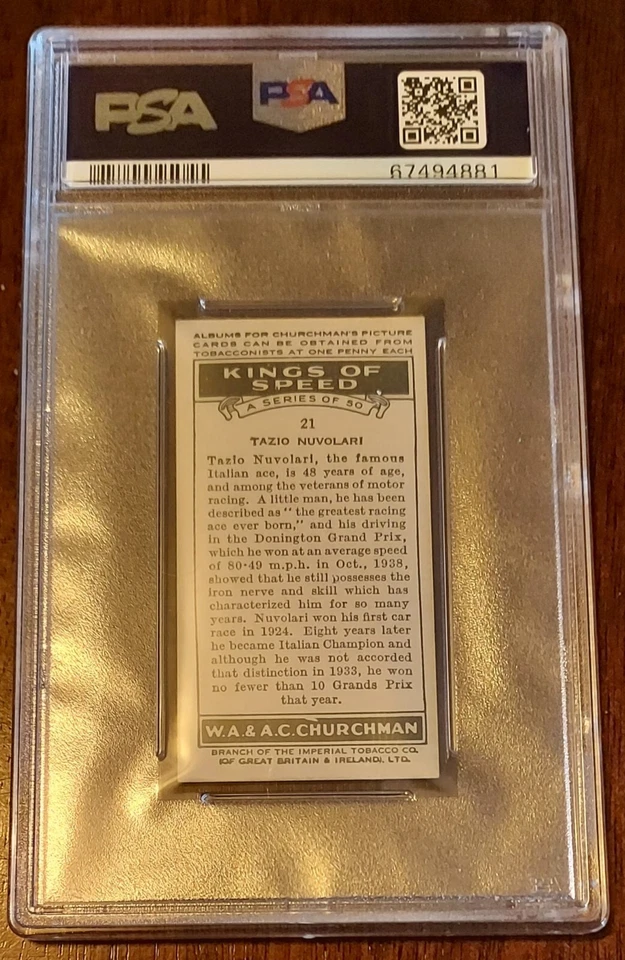 PSA
PSA
67494881
ALBUMS FOR CHURCHMAN'S PICTURE
CARDS CAN BE OBTAINED FROM
TOBACCONISTS AT ONE PENNY EACH
KINGS OF
SPEED
A SERIES OF 50
21
TAZIO NUVOLARI
Tazio Nuvolari, the famous
Italian ace, is 48 years of age,
and among the veterans of motor
racing. A little man, he has been
described as "the greatest racing
ace ever born," and his driving
in the Donington Grand Prix,
which he won at an average speed
of 80·49 m.p.h. in Oct., 1938,
showed that he still possesses the
iron nerve and skill which has
characterized him for so many
years. Nuvolari won his first car
race in 1924. Eight years later
he became Italian Champion and
although he was not accorded
that distinction in 1933, he won
no fewer than 10 Grands Prix
that year.
W.A. & A.C. CHURCHMAN
BRANCH OF THE IMPERIAL TOBACCO CO.
(OF GREAT BRITAIN & IRELAND), LTD.